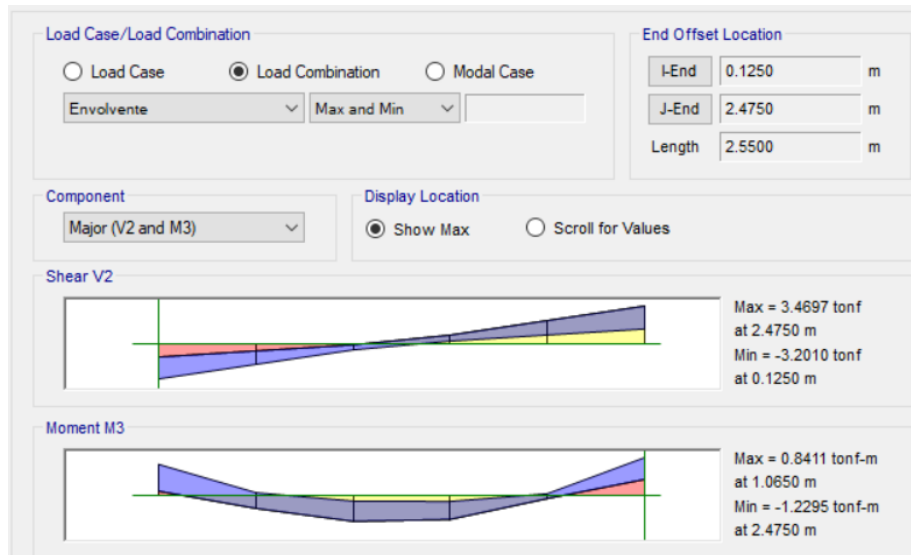 Load Case/Load Combination
Load Case Load Combination Modal Case
Envolvente Max and Min
End Offset Location
I-End 0.1250 m
J-End 2.4750 m
Length 2.5500 m
Component
Major (V2 and M3)
Display Location
Show Max Scroll for Values
Shear V2
Max = 3.4697 tonf
at 2.4750 m
Min = -3.2010 tonf
at 0.1250 m
Moment M3
Max = 0.8411 tonf-m
at 1.0650 m
Min = -1.2295 tonf-m
at 2.4750 m